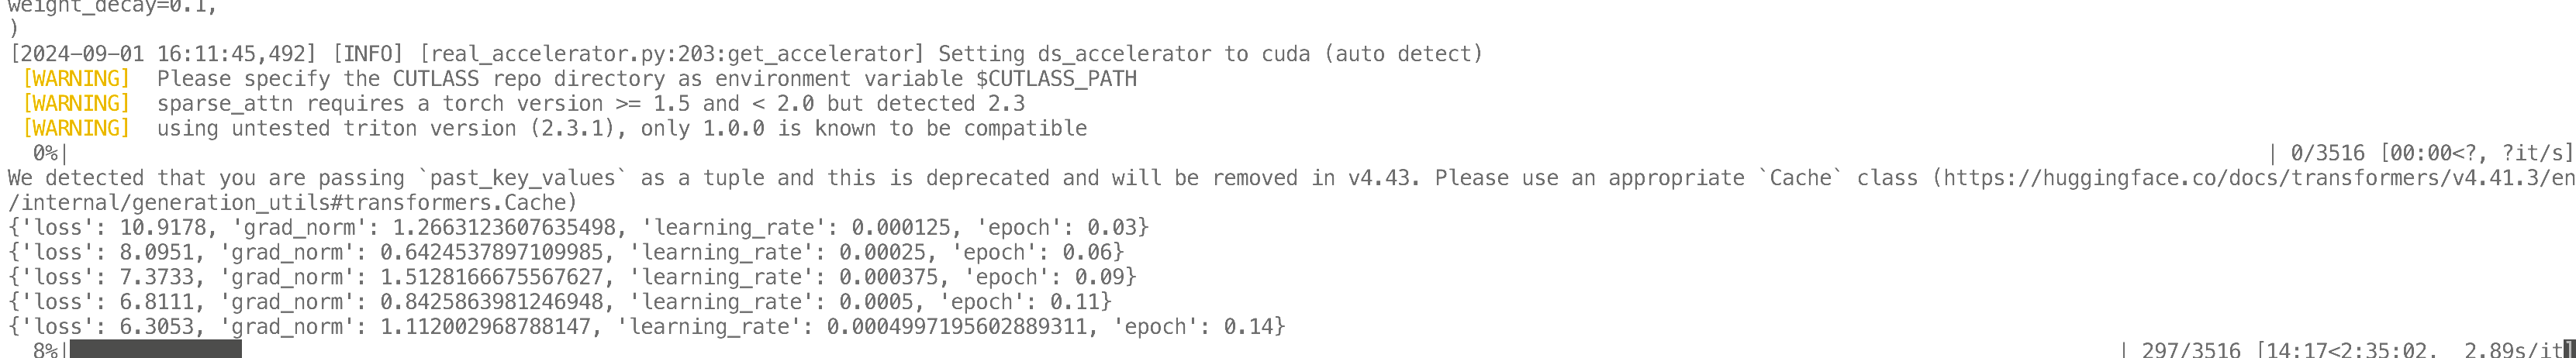 weight_decay=0.1,
)
[2024-09-01 16:11:45,492] [INFO] [real_accelerator.py:203:get_accelerator] Setting ds_accelerator to cuda (auto detect)
[WARNING]  Please specify the CUTLASS repo directory as environment variable $CUTLASS_PATH
[WARNING]  sparse_attn requires a torch version >= 1.5 and < 2.0 but detected 2.3
[WARNING]  using untested triton version (2.3.1), only 1.0.0 is known to be compatible
0%| | 0/3516 [00:00<?, ?it/s]
We detected that you are passing `past_key_values` as a tuple and this is deprecated and will be removed in v4.43. Please use an appropriate `Cache` class (https://huggingface.co/docs/transformers/v4.41.3/en
/internal/generation_utils#transformers.Cache)
{'loss': 10.9178, 'grad_norm': 1.2663123607635498, 'learning_rate': 0.000125, 'epoch': 0.03}
{'loss': 8.0951, 'grad_norm': 0.6424537897109985, 'learning_rate': 0.00025, 'epoch': 0.06}
{'loss': 7.3733, 'grad_norm': 1.5128166675567627, 'learning_rate': 0.000375, 'epoch': 0.09}
{'loss': 6.8111, 'grad_norm': 0.8425863981246948, 'learning_rate': 0.0005, 'epoch': 0.11}
{'loss': 6.3053, 'grad_norm': 1.112002968788147, 'learning_rate': 0.0004997195602889311, 'epoch': 0.14}
8%| | 297/3516 [14:17<2:35:02,  2.89s/it]